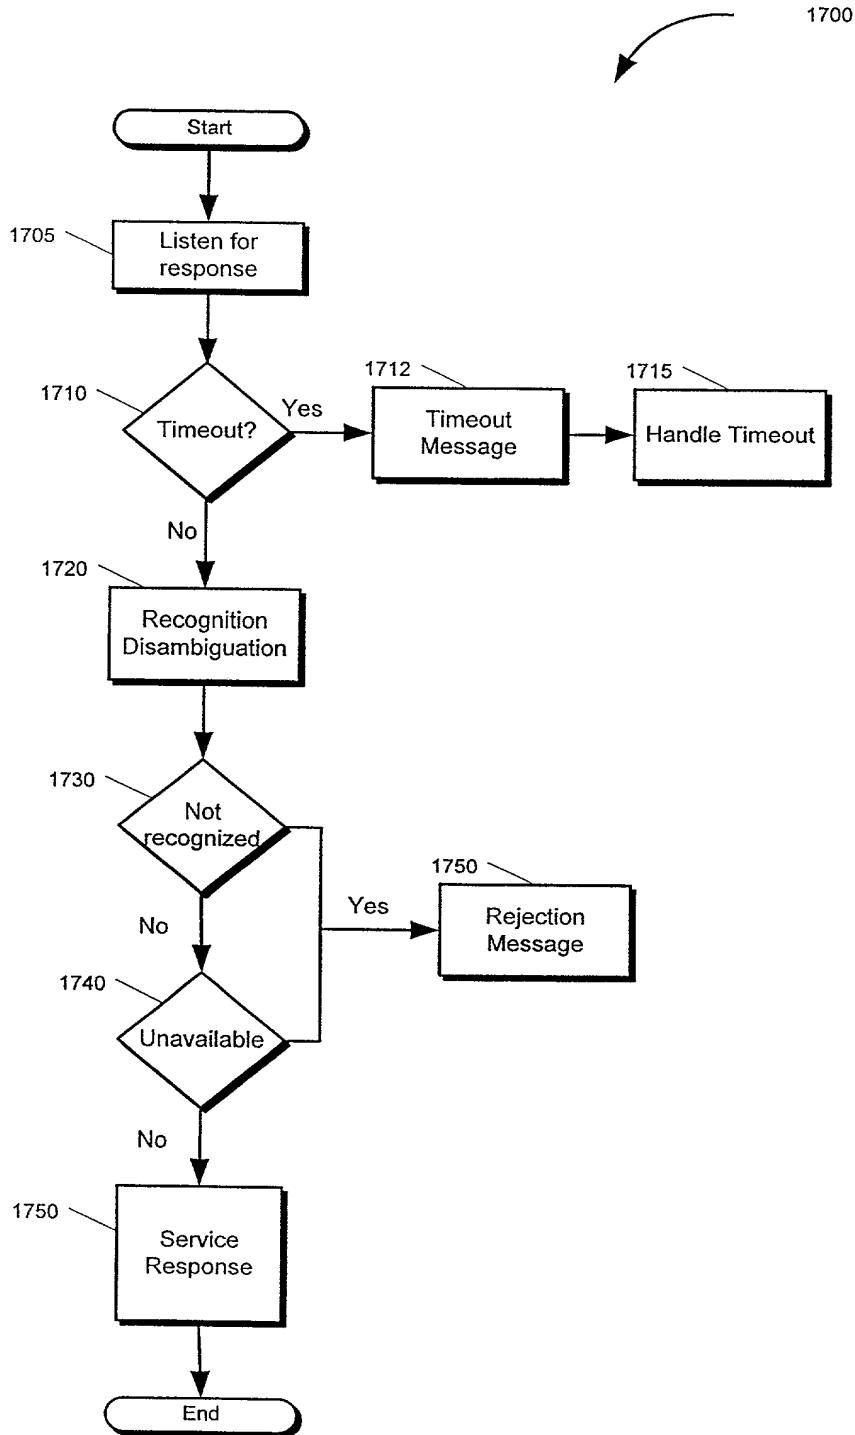 1700
Start
1705
Listen for
response
1710
Timeout?
Yes
1712
Timeout
Message
1715
Handle Timeout
No
1720
Recognition
Disambiguation
1730
Not
recognized
Yes
1750
Rejection
Message
No
1740
Unavailable
No
1750
Service
Response
End